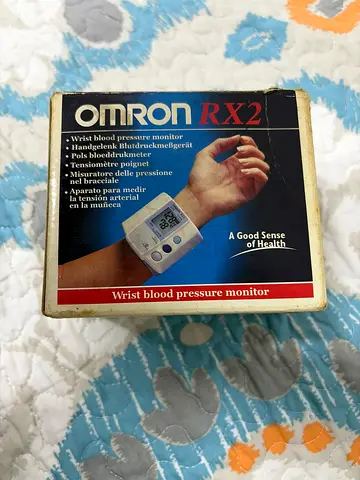 OMRON RX2
• Wrist blood pressure monitor
• Handgelenk Blutdruckmeßgerät
• Pols bloeddrukmeter
• Tensiomètre poignet
• Misuratore delle pressione
nel bracciale
• Aparato para medir
la tensión arterial
en la muñeca
A Good Sense
of Health
Wrist blood pressure monitor